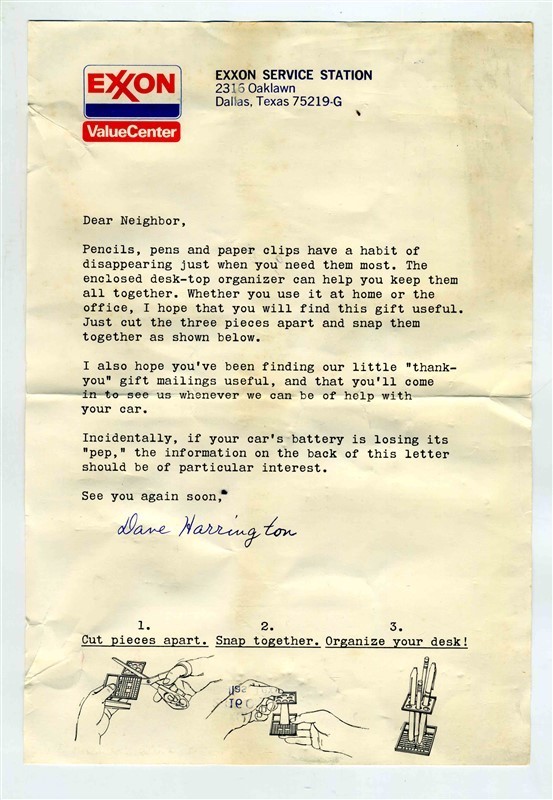 EXXON
ValueCenter
EXXON SERVICE STATION
2316 Oaklawn
Dallas, Texas 75219-G
Dear Neighbor,
Pencils, pens and paper clips have a habit of
disappearing just when you need them most. The
enclosed desk-top organizer can help you keep them
all together. Whether you use it at home or the
office, I hope that you will find this gift useful.
Just cut the three pieces apart and snap them
together as shown below.
I also hope you've been finding our little "thank-
you" gift mailings useful, and that you'll come
in to see us whenever we can be of help with
your car.
Incidentally, if your car's battery is losing its
"pep," the information on the back of this letter
should be of particular interest.
See you again soon,
Dave Harrington
1. 2. 3.
Cut pieces apart. Snap together. Organize your desk!